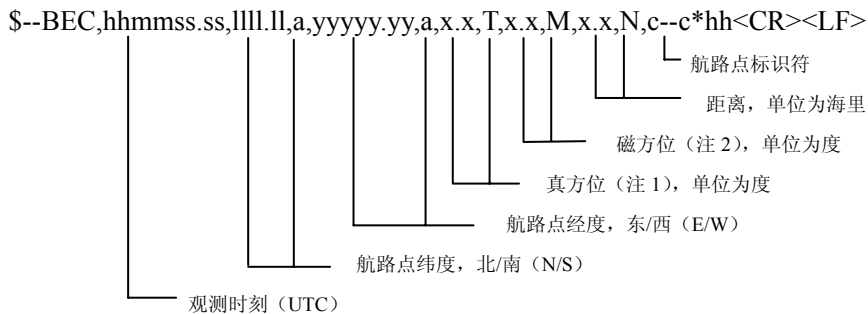 $--BEC,hhmmss.ss,llll.ll,a,yyyyy.yy,a,x.x,T,x.x,M,x.x,N,c--c*hh<CR><LF>
航路点标识符
距离，单位为海里
磁方位（注 2），单位为度
真方位（注 1），单位为度
航路点经度，东/西（E/W）
航路点纬度，北/南（N/S）
观测时刻（UTC）